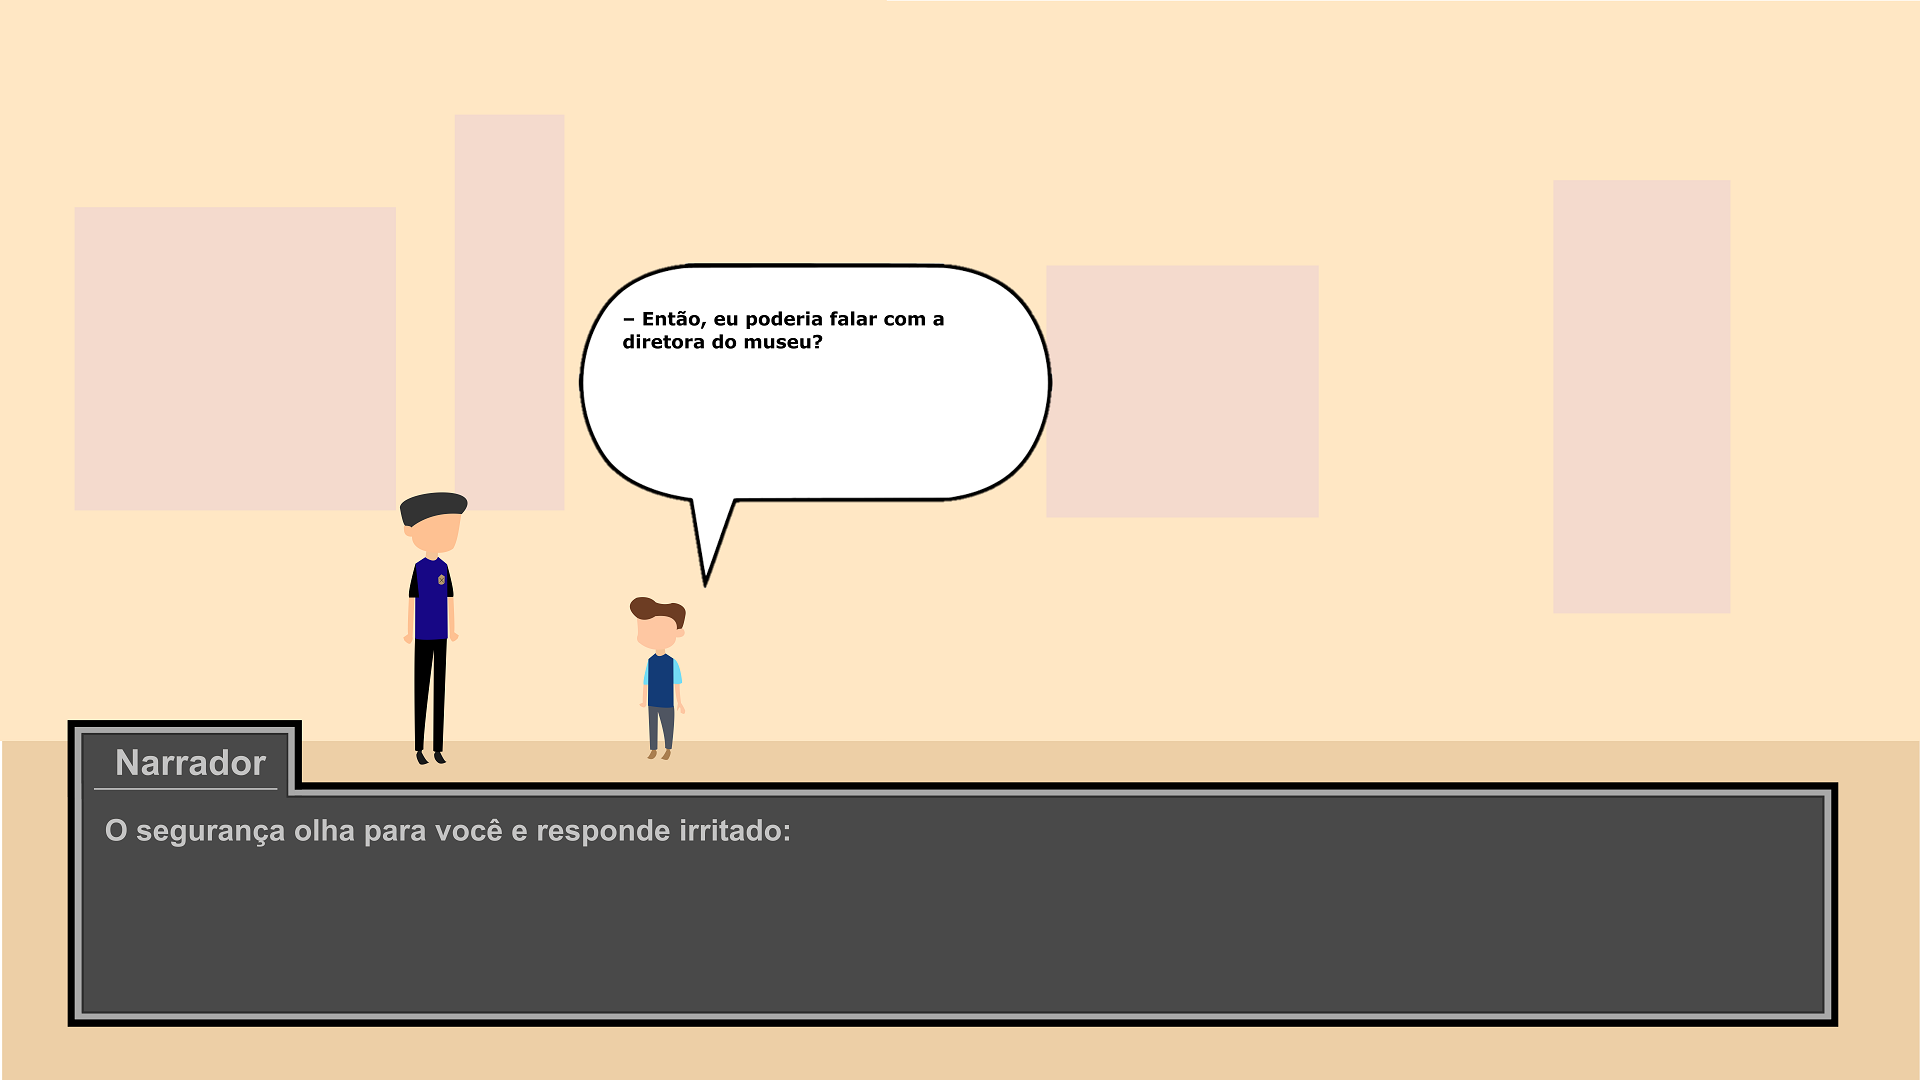 – Então, eu poderia falar com a
diretora do museu?
Narrador
O segurança olha para você e responde irritado: